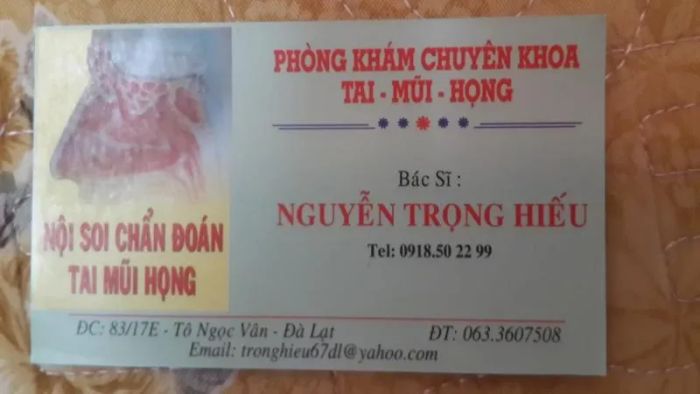 PHÒNG KHÁM CHUYÊN KHOA
TAI - MŨI - HỌNG
Bác Sĩ :
NGUYỄN TRỌNG HIẾU
Tel: 0918.50 22 99
NỘI SOI CHẨN ĐOÁN
TAI MŨI HỌNG
ĐC: 83/17E - Tô Ngọc Vân - Đà Lạt ĐT: 063.3607508
Email: tronghieu67dl@yahoo.com